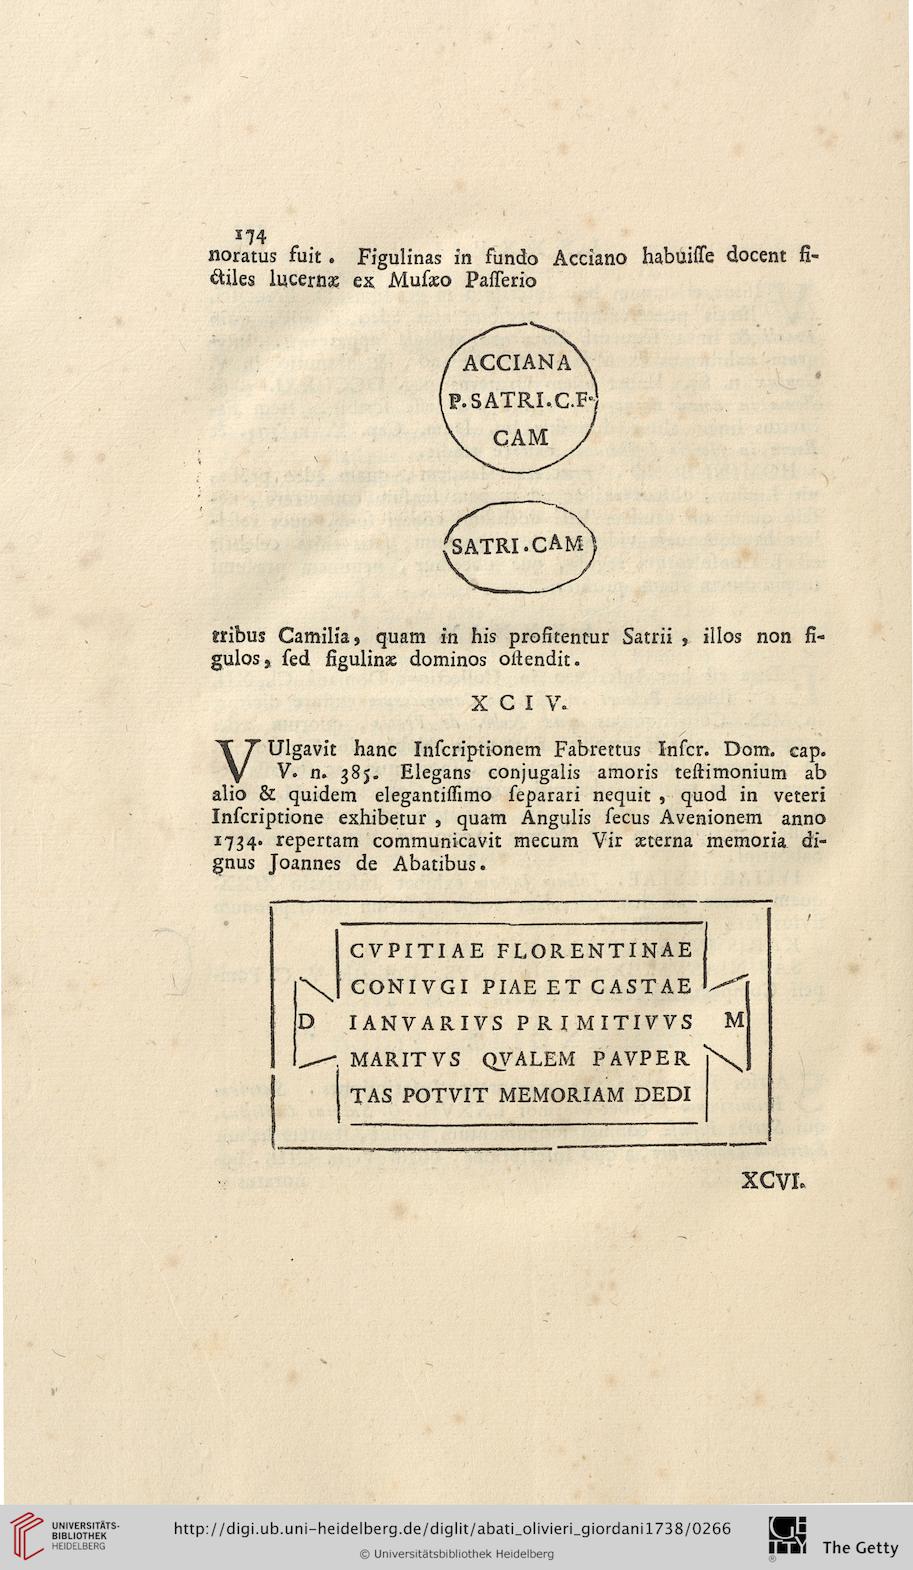 174
noratus fuit. Figulinas in fundo Acciano habuiſſe docent fi-
ctiles lucernæ ex Muſæo Paſſerio
ACCIANA
P. SATRI. C. F.
CAM
SATRI. CAM
tribus Camilia, quam in his profitentur Satrii, illos non fi-
gulos, ſed figulinæ dominos oſtendit.
X C I V.
VUlgavit hanc Inſcriptionem Fabrettus Inſcr. Dom. cap.
V. n. 385. Elegans conjugalis amoris teſtimonium ab
alio & quidem elegantiſſimo ſeparari nequit, quod in veteri
Inſcriptione exhibetur, quam Angulis ſecus Avenionem anno
1734. repertam communicavit mecum Vir æterna memoria di-
gnus Joannes de Abatibus.
CVPITIAE FLORENTINAE
CONIVGI PIAE ET CASTAE
D IANVARIVS PRIMITIVVS M
MARITVS QVALEM PAVPER
TAS POTVIT MEMORIAM DEDI
XCVI.
UNIVERSITÄTS-
BIBLIOTHEK
HEIDELBERG
http://digi.ub.uni-heidelberg.de/diglit/abati_olivieri_giordani1738/0266
© Universitätsbibliothek Heidelberg
The Getty